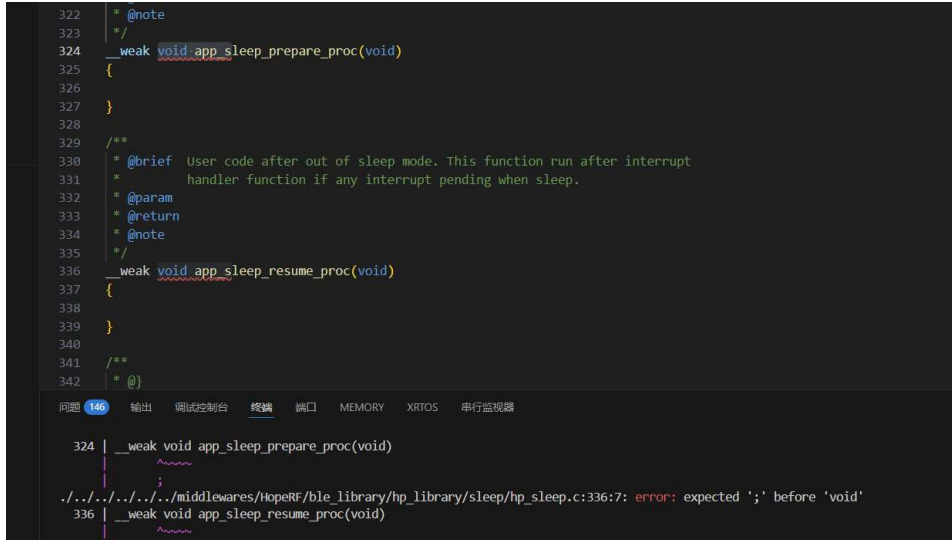 322 * @note
323 */
324 __weak void app_sleep_prepare_proc(void)
325 {
326
327 }
328
329 /**
330 * @brief User code after out of sleep mode. This function run after interrupt
331 * handler function if any interrupt pending when sleep.
332 * @param
333 * @return
334 * @note
335 */
336 __weak void app_sleep_resume_proc(void)
337 {
338
339 }
340
341 /**
342 * @}
问题 146 输出 调试控制台 终端 端口 MEMORY XRTOS 串行监视器
324 | __weak void app_sleep_prepare_proc(void)
| ^~~~~
| ;
./../../../../../middlewares/HopeRF/ble_library/hp_library/sleep/hp_sleep.c:336:7: error: expected ';' before 'void'
336 | __weak void app_sleep_resume_proc(void)
| ^~~~~